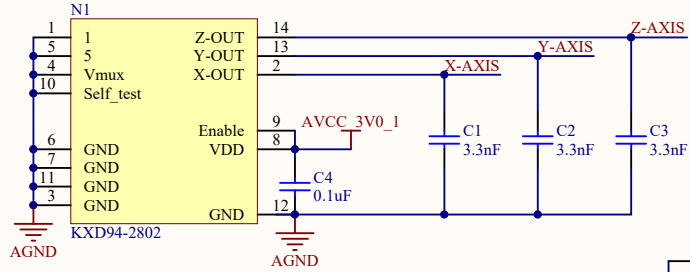 N1
1 1 Z-OUT 14 Z-AXIS
5 5 Y-OUT 13 Y-AXIS
4 Vmux X-OUT 2 X-AXIS
10 Self_test
Enable 9 AVCC_3V0_1
6 GND VDD 8
C1 C2 C3
3.3nF 3.3nF 3.3nF
7 GND
11 GND C4
0.1uF
3 GND GND 12
KXD94-2802
AGND AGND